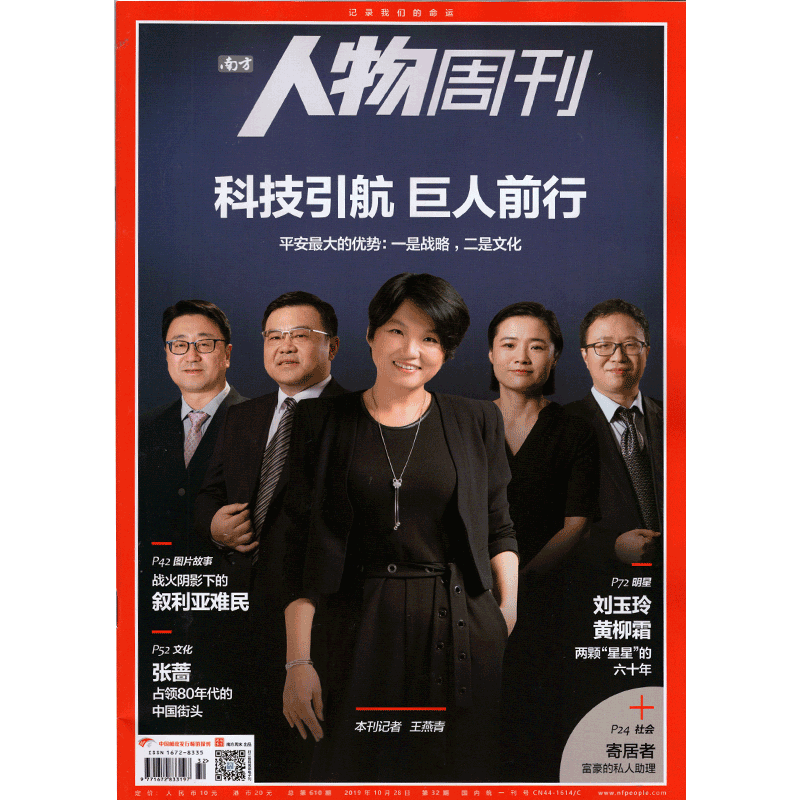 记录我们的命运
南方
人物周刊
科技引航 巨人前行
平安最大的优势：一是战略，二是文化
P42 图片故事
战火阴影下的
叙利亚难民
P52 文化
张蔷
占领80年代的
中国街头
P72 明星
刘玉玲
黄柳霜
两颗“星星”的
六十年
P24 社会
寄居者
富豪的私人助理
本刊记者 王燕青
ISSN 1672-8335
32>
9 771672 833197
定价：人民币10元 港币20元 总第610期 2019年10月28日 第32期 国内统一刊号 CN44-1614/C www.nfpeople.com